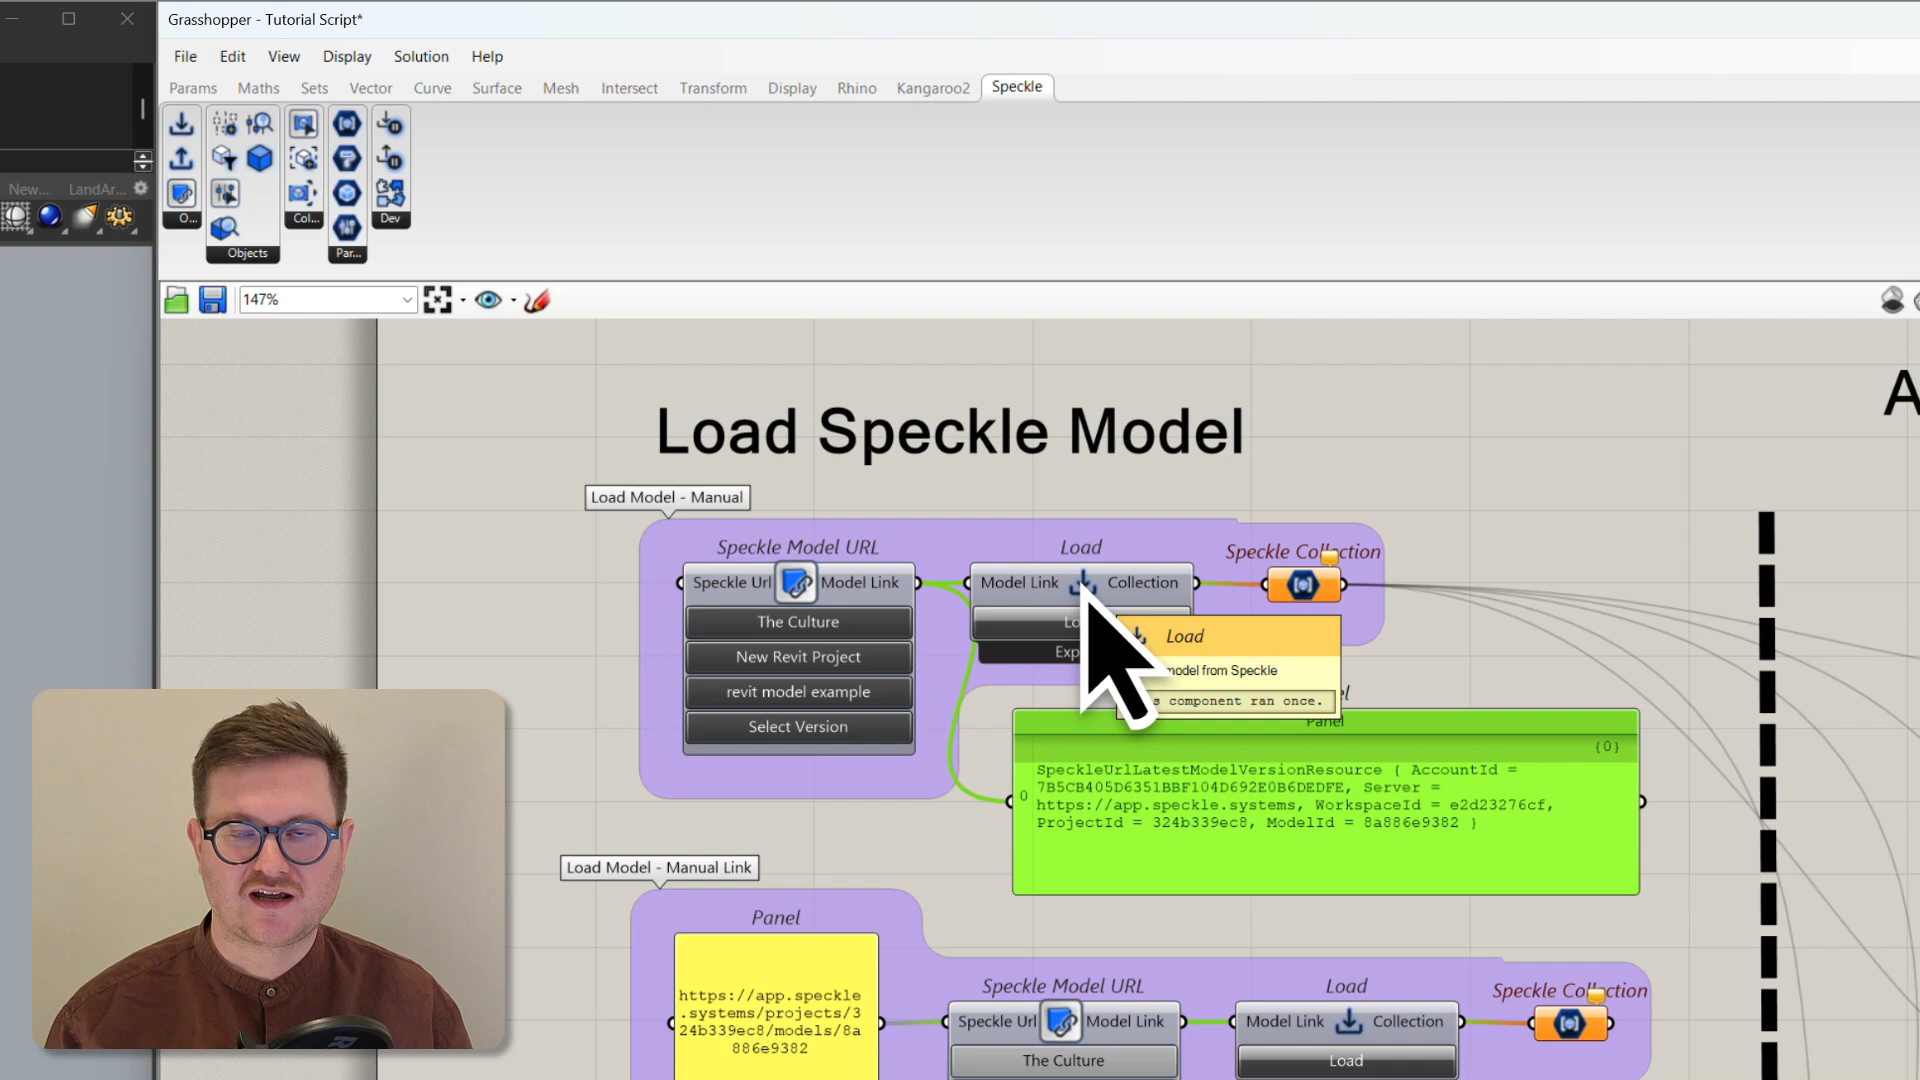 Grasshopper - Tutorial Script*
File Edit View Display Solution Help
Params Maths Sets Vector Curve Surface Mesh Intersect Transform Display Rhino Kangaroo2 Speckle
New... LandAr...
O... Col... Dev
Objects Par...
147%
A
Load Speckle Model
Load Model - Manual
Speckle Model URL Load Speckle Collection
Speckle Url Model Link Model Link Collection
The Culture
Load
New Revit Project
Exp
model from Speckle
revit model example
component ran once.
Select Version
Panel
{0}
0
SpeckleUrlLatestModelVersionResource { AccountId =
7B5CB405D6351BBF104D692E0B6DEDFE, Server =
https://app.speckle.systems, WorkspaceId = e2d23276cf,
ProjectId = 324b339ec8, ModelId = 8a886e9382 }
Load Model - Manual Link
Panel
https://app.speckle
.systems/projects/3
24b339ec8/models/8a
886e9382
Speckle Model URL Load Speckle Collection
Speckle Url Model Link Model Link Collection
The Culture Load